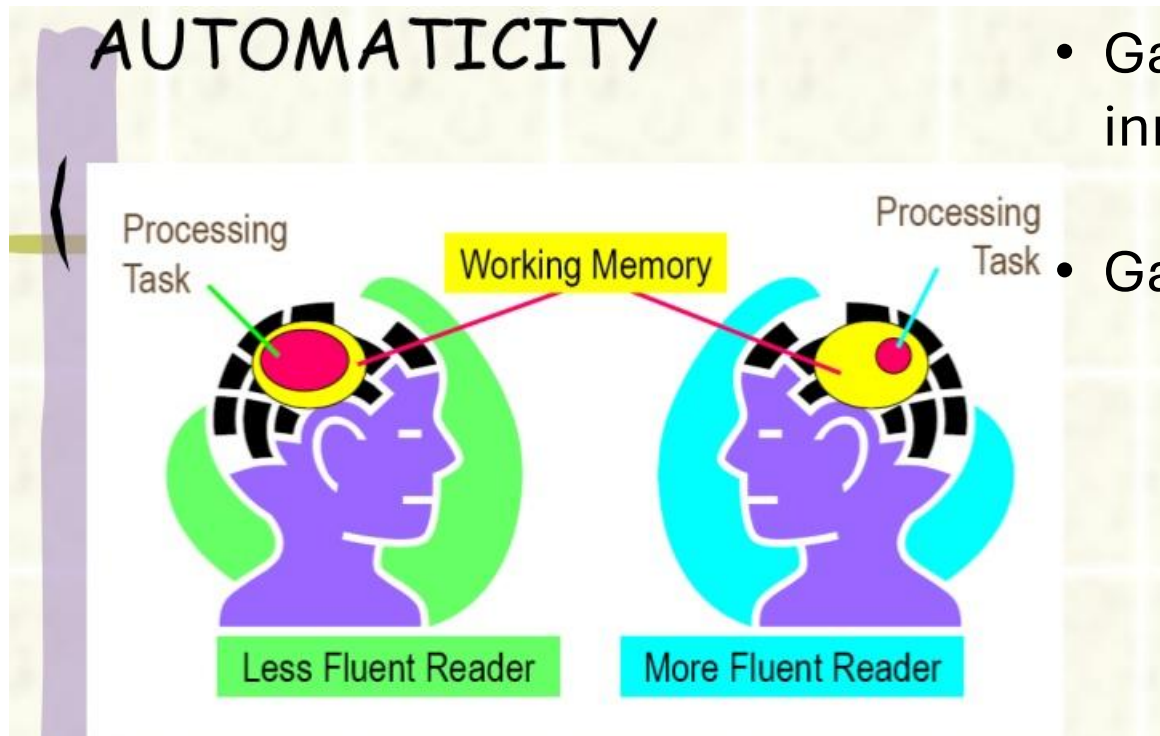 AUTOMATICITY
Processing
Task
Working Memory
Processing
Task
Less Fluent Reader
More Fluent Reader